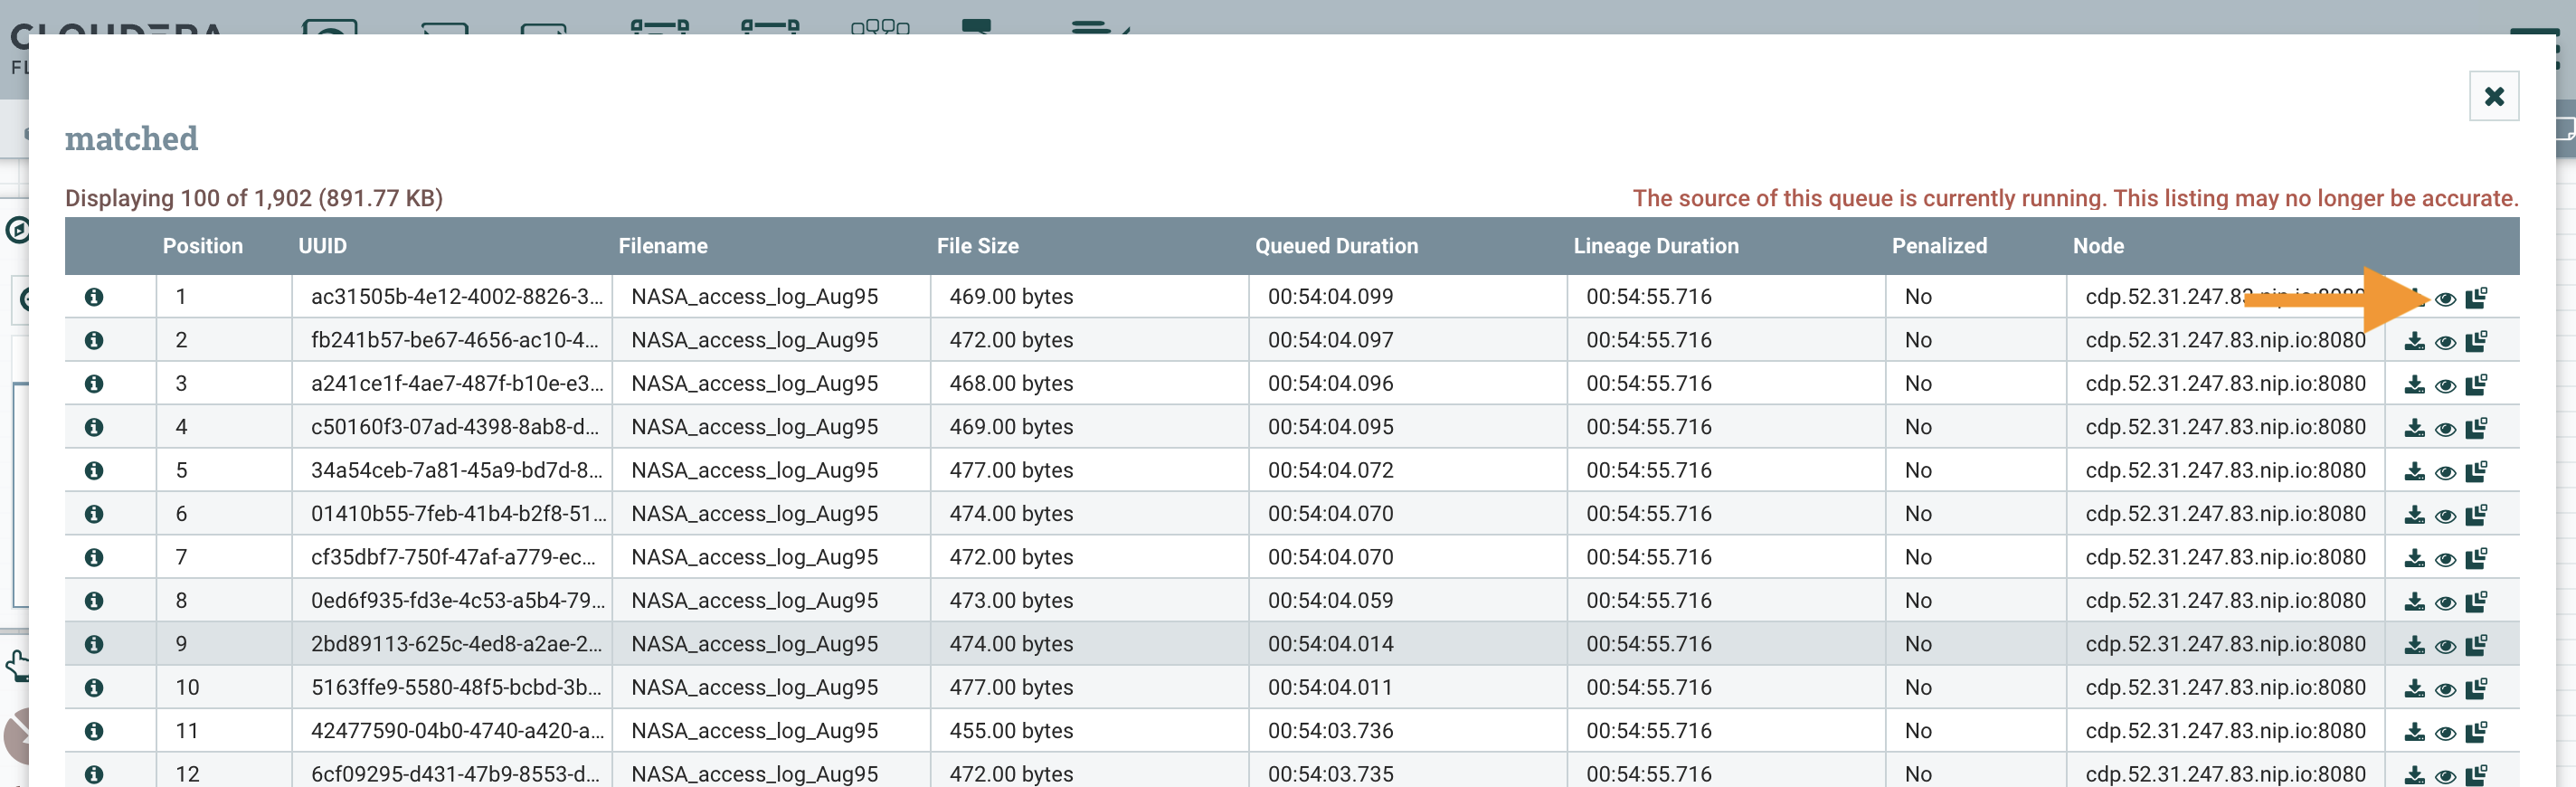 CLOUDERA
matched
Displaying 100 of 1,902 (891.77 KB)
The source of this queue is currently running. This listing may no longer be accurate.
Position UUID Filename File Size Queued Duration Lineage Duration Penalized Node
1 ac31505b-4e12-4002-8826-3... NASA_access_log_Aug95 469.00 bytes 00:54:04.099 00:54:55.716 No cdp.52.31.247.83.nip.io:8080
2 fb241b57-be67-4656-ac10-4... NASA_access_log_Aug95 472.00 bytes 00:54:04.097 00:54:55.716 No cdp.52.31.247.83.nip.io:8080
3 a241ce1f-4ae7-487f-b10e-e3... NASA_access_log_Aug95 468.00 bytes 00:54:04.096 00:54:55.716 No cdp.52.31.247.83.nip.io:8080
4 c50160f3-07ad-4398-8ab8-d... NASA_access_log_Aug95 469.00 bytes 00:54:04.095 00:54:55.716 No cdp.52.31.247.83.nip.io:8080
5 34a54ceb-7a81-45a9-bd7d-8... NASA_access_log_Aug95 477.00 bytes 00:54:04.072 00:54:55.716 No cdp.52.31.247.83.nip.io:8080
6 01410b55-7feb-41b4-b2f8-51... NASA_access_log_Aug95 474.00 bytes 00:54:04.070 00:54:55.716 No cdp.52.31.247.83.nip.io:8080
7 cf35dbf7-750f-47af-a779-ec... NASA_access_log_Aug95 472.00 bytes 00:54:04.070 00:54:55.716 No cdp.52.31.247.83.nip.io:8080
8 0ed6f935-fd3e-4c53-a5b4-79... NASA_access_log_Aug95 473.00 bytes 00:54:04.059 00:54:55.716 No cdp.52.31.247.83.nip.io:8080
9 2bd89113-625c-4ed8-a2ae-2... NASA_access_log_Aug95 474.00 bytes 00:54:04.014 00:54:55.716 No cdp.52.31.247.83.nip.io:8080
10 5163ffe9-5580-48f5-bcbd-3b... NASA_access_log_Aug95 477.00 bytes 00:54:04.011 00:54:55.716 No cdp.52.31.247.83.nip.io:8080
11 42477590-04b0-4740-a420-a... NASA_access_log_Aug95 455.00 bytes 00:54:03.736 00:54:55.716 No cdp.52.31.247.83.nip.io:8080
12 6cf09295-d431-47b9-8553-d... NASA_access_log_Aug95 472.00 bytes 00:54:03.735 00:54:55.716 No cdp.52.31.247.83.nip.io:8080